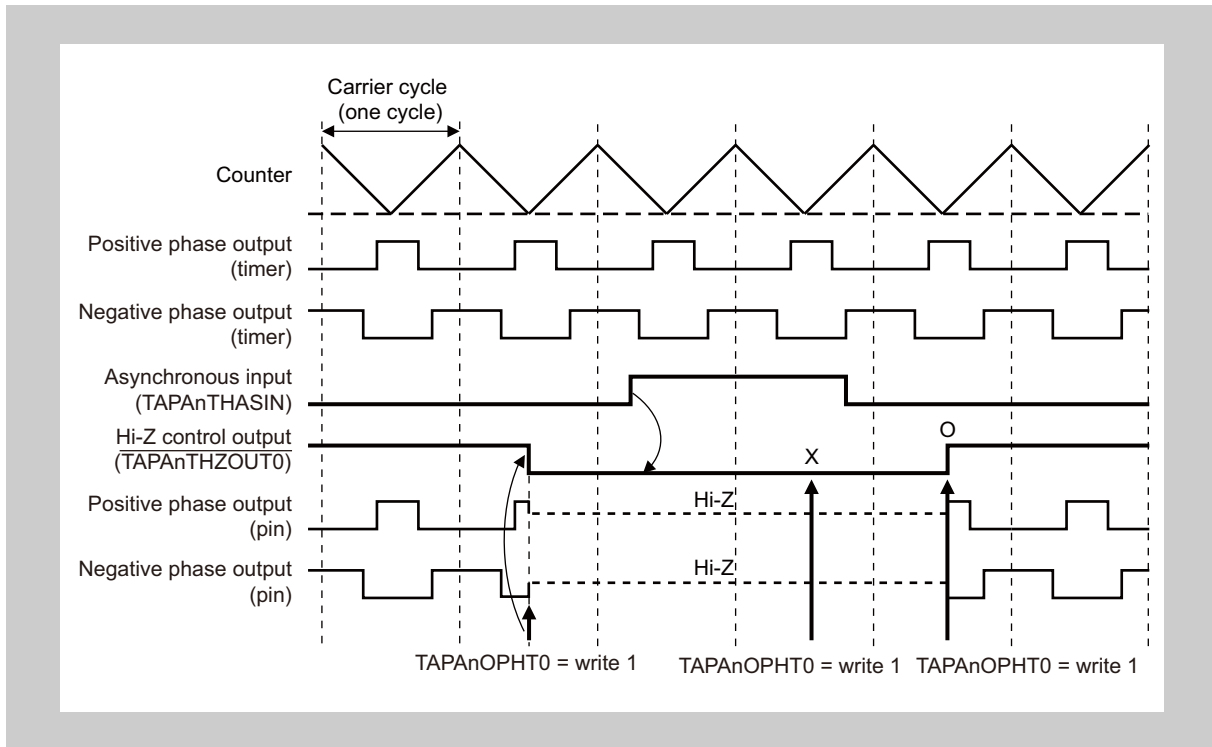 Carrier cycle
(one cycle)
Counter
Positive phase output
(timer)
Negative phase output
(timer)
Asynchronous input
(TAPAnTHASIN)
Hi-Z control output
(TAPAnTHZOUT0)
X
O
Positive phase output
(pin)
Hi-Z
Negative phase output
(pin)
Hi-Z
TAPAnOPHT0 = write 1
TAPAnOPHT0 = write 1
TAPAnOPHT0 = write 1